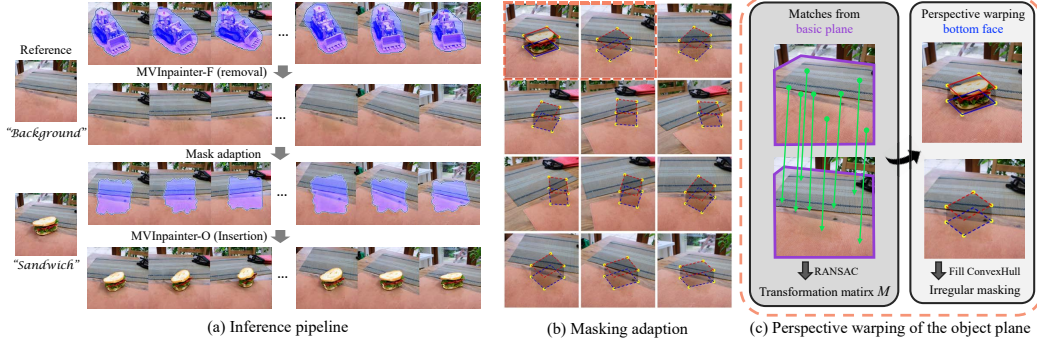 Reference
"Background"
"Sandwich"
MVInpainter-F (removal)
Mask adaption
MVInpainter-O (Insertion)
...
...
...
...
(a) Inference pipeline
(b) Masking adaption
Matches from
basic plane
RANSAC
Transformation matirx M
Perspective warping
bottom face
Fill ConvexHull
Irregular masking
(c) Perspective warping of the object plane